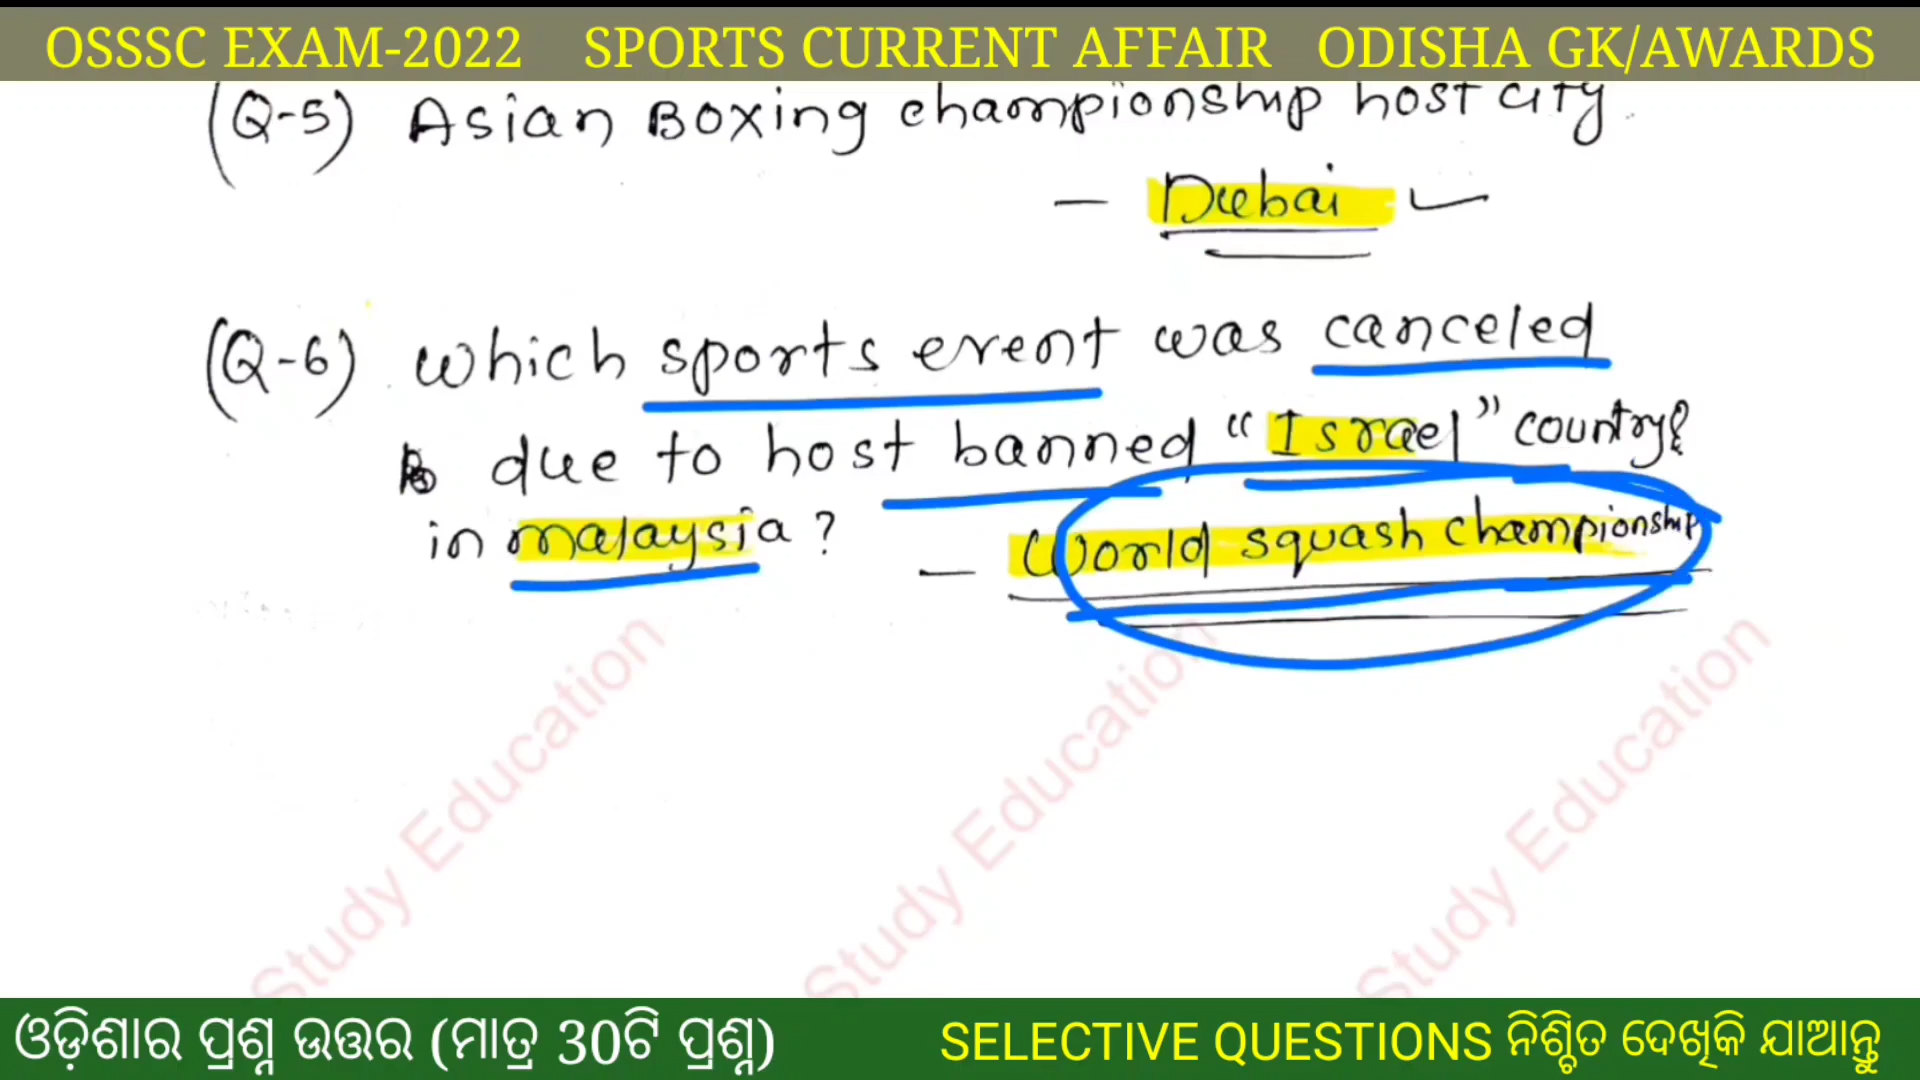 OSSSC EXAM-2022 SPORTS CURRENT AFFAIR ODISHA GK/AWARDS
(Q-5) Asian Boxing championship host city.
- Dubai ✓
(Q-6) which sports event was canceled
due to host banned "Israel" country?
in malaysia?
- World squash championship
Study Education Study Education Study Education
ଓଡ଼ିଶାର ପ୍ରଶ୍ନ ଉତ୍ତର (ମାତ୍ର 30ଟି ପ୍ରଶ୍ନ) SELECTIVE QUESTIONS ନିଶ୍ଚିତ ଦେଖିକି ଯାଆନ୍ତୁ